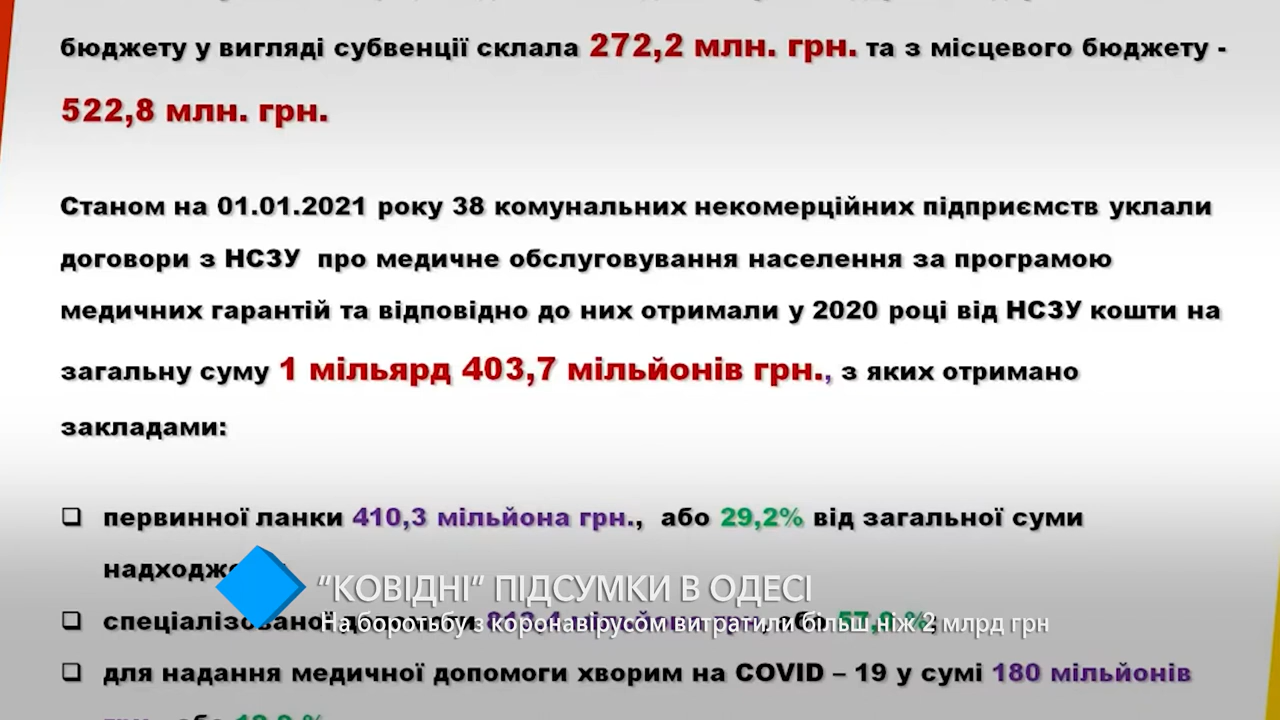 бюджету у вигляді субвенції склала 272,2 млн. грн. та з місцевого бюджету -
522,8 млн. грн.
Станом на 01.01.2021 року 38 комунальних некомерційних підприємств уклали
договори з НСЗУ про медичне обслуговування населення за програмою
медичних гарантій та відповідно до них отримали у 2020 році від НСЗУ кошти на
загальну суму 1 мільярд 403,7 мільйонів грн., з яких отримано
закладами:
❑ первинної ланки 410,3 мільйона грн., або 29,2% від загальної суми
“КОВІДНІ“ ПІДСУМКИ В ОДЕСІ
На боротьбу з коронавірусом витратили більш ніж 2 млрд грн
❑ для надання медичної допомоги хворим на COVID – 19 у сумі 180 мільйонів